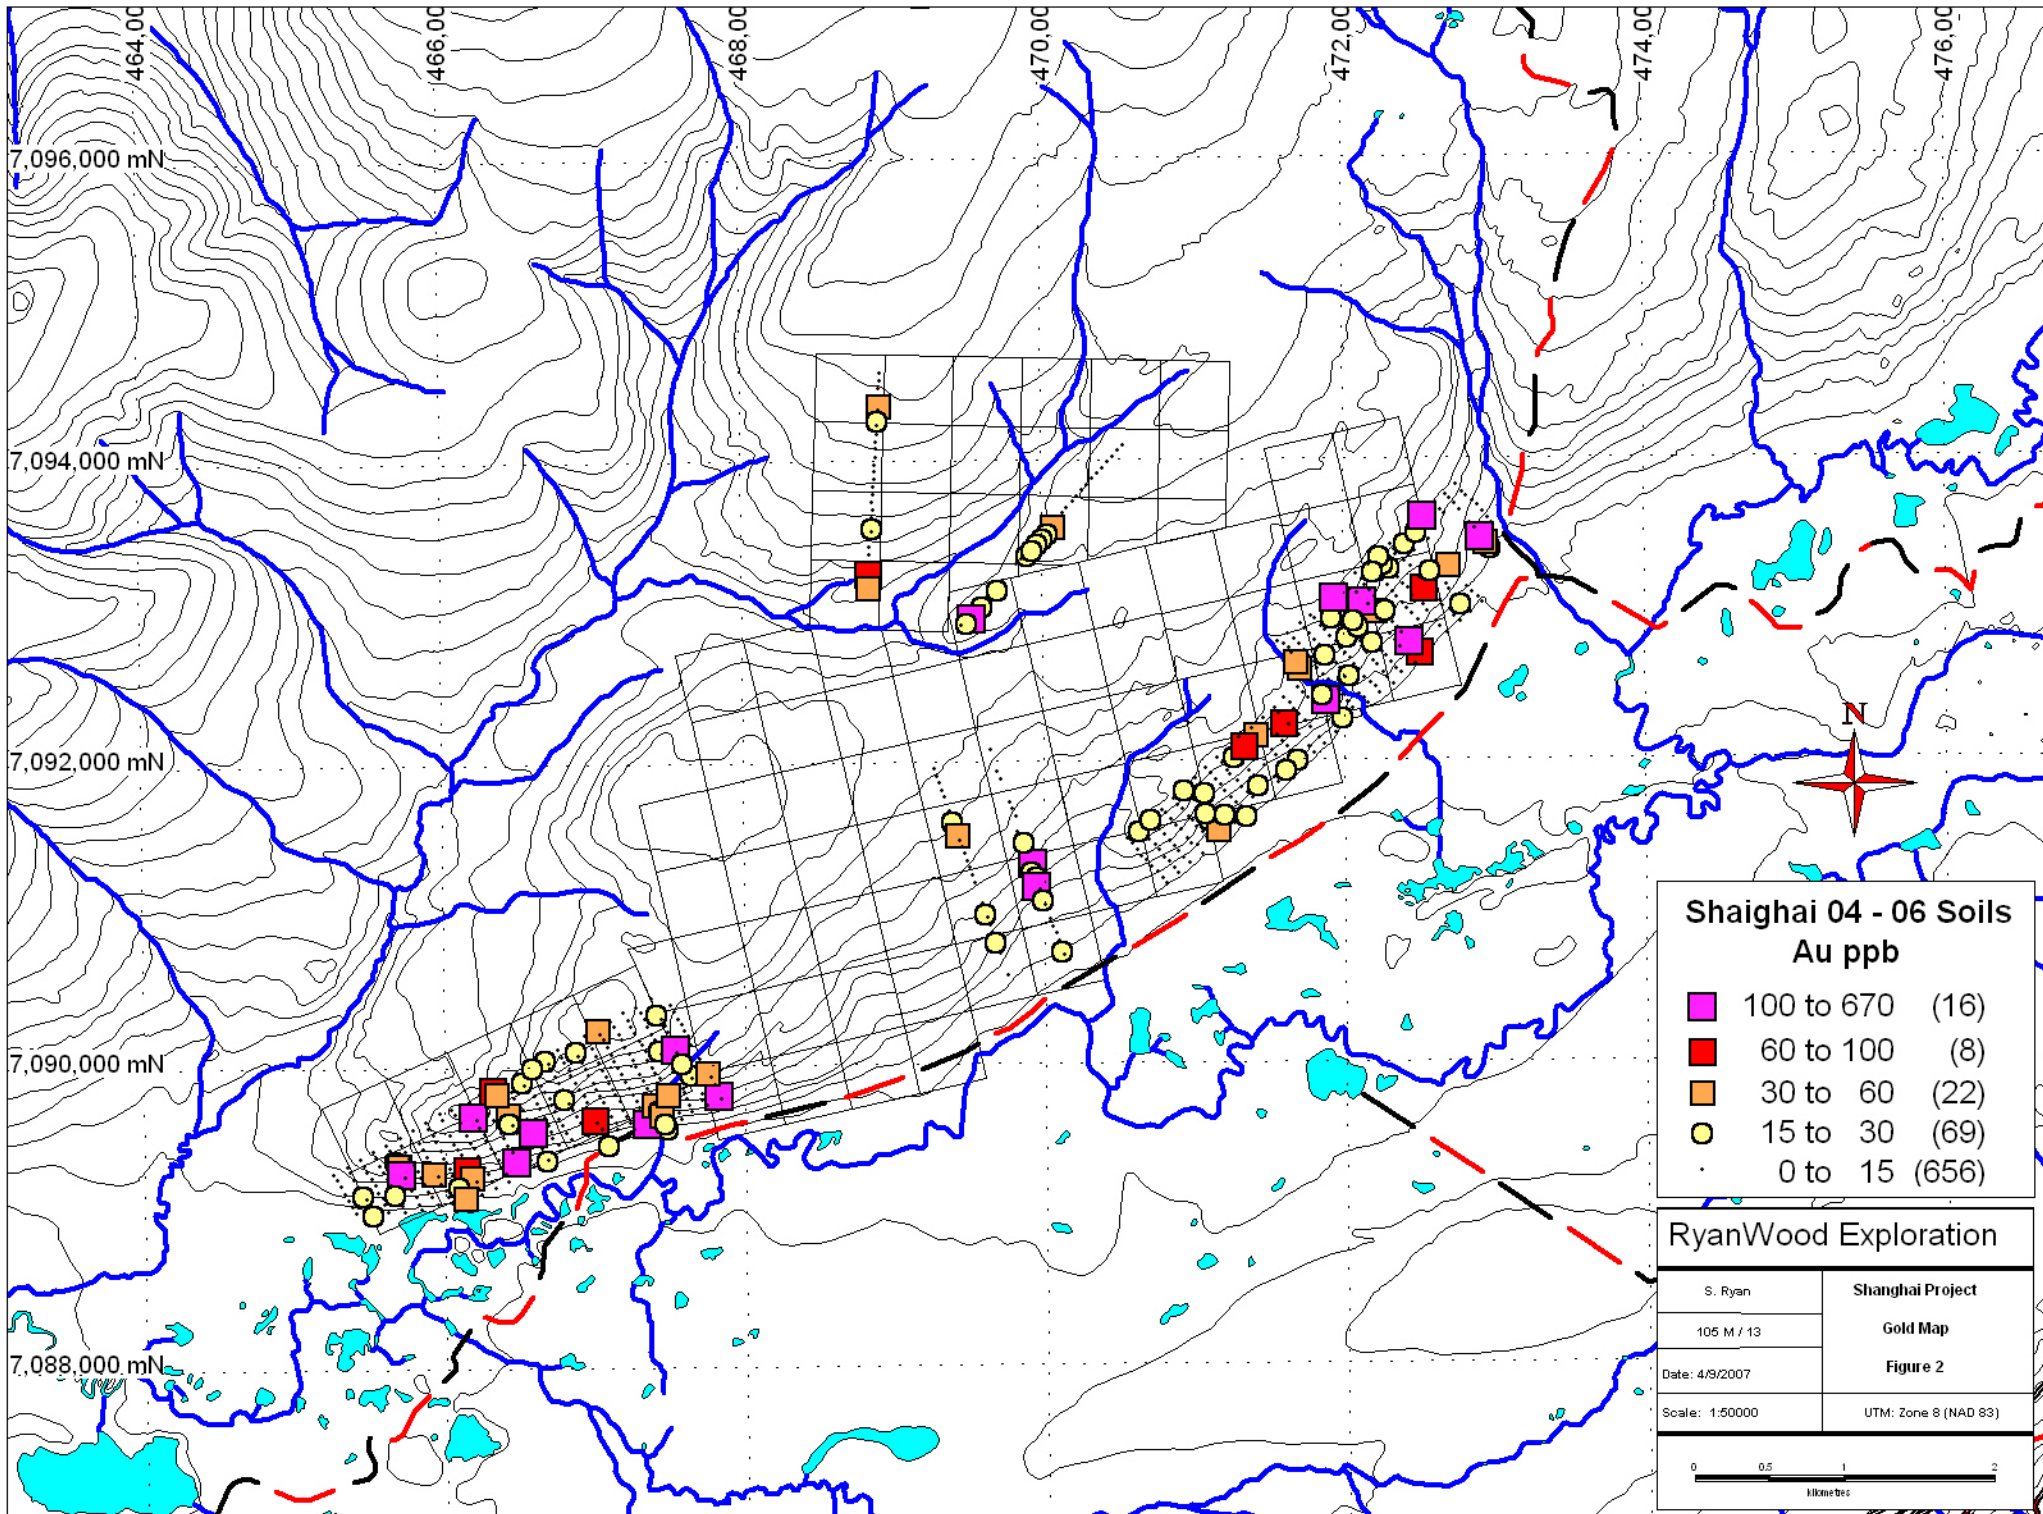 464,00
466,00
468,00
470,00
472,00
474,00
476,00
7,096,000 mN
7,094,000 mN
7,092,000 mN
7,090,000 mN
7,088,000 mN
N
Shaighai 04 - 06 Soils
Au ppb
100 to 670 (16)
60 to 100 (8)
30 to 60 (22)
15 to 30 (69)
0 to 15 (656)
RyanWood Exploration
S. Ryan
105 M / 13
Date: 4/9/2007
Scale: 1:50000
Shanghai Project
Gold Map
Figure 2
UTM: Zone 8 (NAD 83)
0 0.5 1 2
kilometres